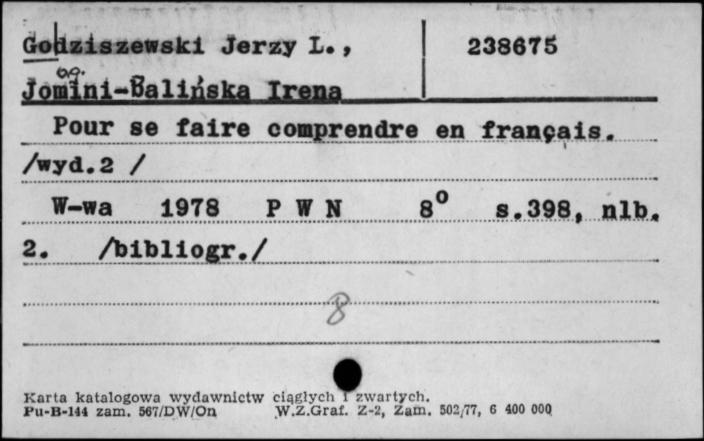 Godziszewski Jerzy L., 238675
Jomini-Balińska Irena
Pour se faire comprendre en français.
/wyd.2 /
W-wa 1978 P W N 8⁰ s.398, nlb.
2. /bibliogr./
8
Karta katalogowa wydawnictw ciągłych i zwartych.
Pu-B-144 zam. 567/DW/On W.Z.Graf. Z-2, Zam. 502/77, 6 400 000